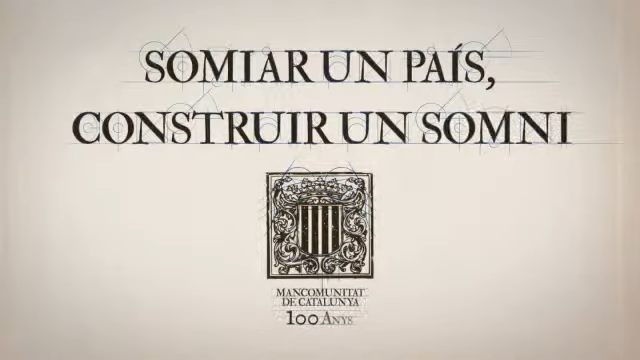 SOMIAR UN PAÍS,
CONSTRUIR UN SOMNI
MANCOMUNITAT
DE CATALUNYA
100 ANYS